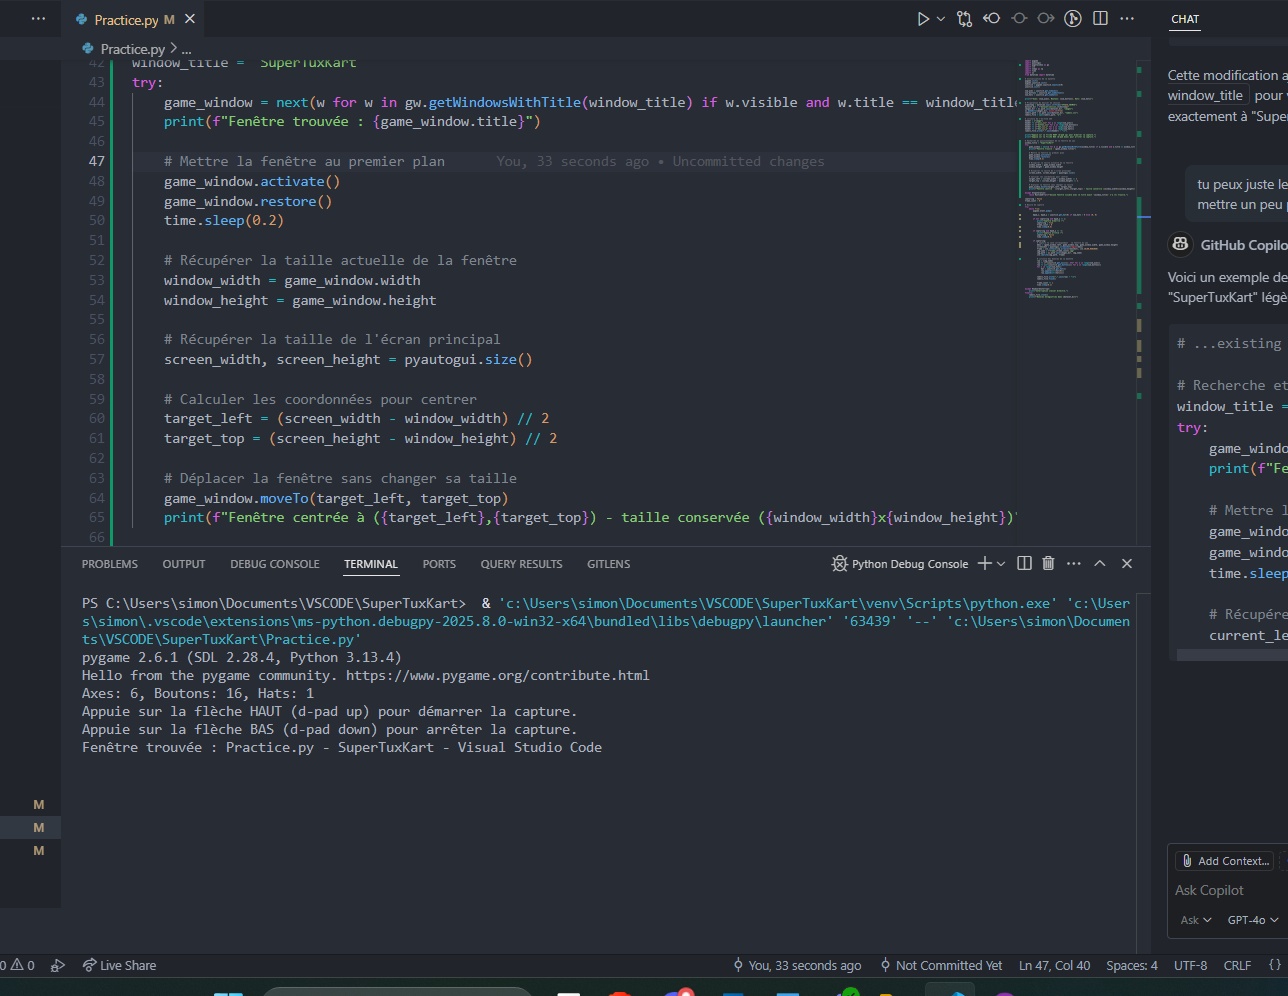 Practice.py M
CHAT
Practice.py > ...
42 window_title = "SuperTuxKart"
43 try:
44 game_window = next(w for w in gw.getWindowsWithTitle(window_title) if w.visible and w.title == window_titl
45 print(f"Fenêtre trouvée : {game_window.title}")
46
47 # Mettre la fenêtre au premier plan You, 33 seconds ago • Uncommitted changes
48 game_window.activate()
49 game_window.restore()
50 time.sleep(0.2)
51
52 # Récupérer la taille actuelle de la fenêtre
53 window_width = game_window.width
54 window_height = game_window.height
55
56 # Récupérer la taille de l'écran principal
57 screen_width, screen_height = pyautogui.size()
58
59 # Calculer les coordonnées pour centrer
60 target_left = (screen_width - window_width) // 2
61 target_top = (screen_height - window_height) // 2
62
63 # Déplacer la fenêtre sans changer sa taille
64 game_window.moveTo(target_left, target_top)
65 print(f"Fenêtre centrée à ({target_left},{target_top}) - taille conservée ({window_width}x{window_height})"
66
PROBLEMS OUTPUT DEBUG CONSOLE TERMINAL PORTS QUERY RESULTS GITLENS
Python Debug Console
PS C:\Users\simon\Documents\VSCODE\SuperTuxKart> & 'c:\Users\simon\Documents\VSCODE\SuperTuxKart\venv\Scripts\python.exe' 'c:\User
s\simon\.vscode\extensions\ms-python.debugpy-2025.8.0-win32-x64\bundled\libs\debugpy\launcher' '63439' '--' 'c:\Users\simon\Documen
ts\VSCODE\SuperTuxKart\Practice.py'
pygame 2.6.1 (SDL 2.28.4, Python 3.13.4)
Hello from the pygame community. https://www.pygame.org/contribute.html
Axes: 6, Boutons: 16, Hats: 1
Appuie sur la flèche HAUT (d-pad up) pour démarrer la capture.
Appuie sur la flèche BAS (d-pad down) pour arrêter la capture.
Fenêtre trouvée : Practice.py - SuperTuxKart - Visual Studio Code
M
M
M
Cette modification a
window_title pour
exactement à "Super
tu peux juste le
mettre un peu
GitHub Copilo
Voici un exemple de
"SuperTuxKart" légè
# ...existing
# Recherche et
window_title =
try:
game_windo
print(f"Fe
# Mettre l
game_windo
game_windo
time.sleep
# Récupére
current_le
Add Context...
Ask Copilot
Ask GPT-4o
0 0 Live Share
You, 33 seconds ago Not Committed Yet Ln 47, Col 40 Spaces: 4 UTF-8 CRLF {}